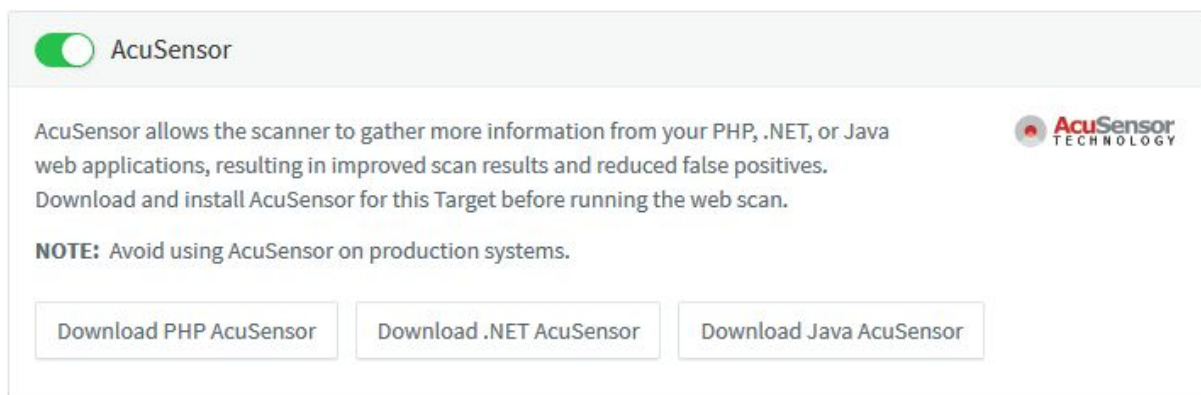 AcuSensor
AcuSensor allows the scanner to gather more information from your PHP, .NET, or Java
web applications, resulting in improved scan results and reduced false positives.
Download and install AcuSensor for this Target before running the web scan.
NOTE: Avoid using AcuSensor on production systems.
AcuSensor
TECHNOLOGY
Download PHP AcuSensor
Download .NET AcuSensor
Download Java AcuSensor